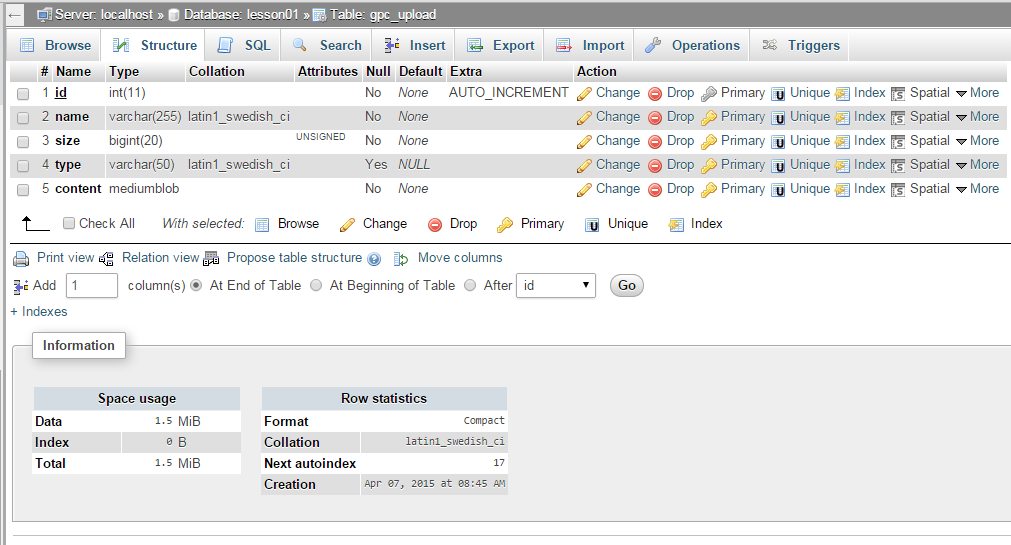 ← Server: localhost » Database: lesson01 » Table: gpc_upload
Browse Structure SQL Search Insert Export Import Operations Triggers
# Name Type Collation Attributes Null Default Extra Action
1 id int(11) No None AUTO_INCREMENT Change Drop Primary Unique Index Spatial More
2 name varchar(255) latin1_swedish_ci No None Change Drop Primary Unique Index Spatial More
3 size bigint(20) UNSIGNED No None Change Drop Primary Unique Index Spatial More
4 type varchar(50) latin1_swedish_ci Yes NULL Change Drop Primary Unique Index Spatial More
5 content mediumblob No None Change Drop Primary Unique Index Spatial More
Check All With selected: Browse Change Drop Primary Unique Index
Print view Relation view Propose table structure Move columns
Add 1 column(s) At End of Table At Beginning of Table After id Go
+ Indexes
Information
Space usage
Data 1.5 MiB
Index 0 B
Total 1.5 MiB
Row statistics
Format Compact
Collation latin1_swedish_ci
Next autoindex 17
Creation Apr 07, 2015 at 08:45 AM